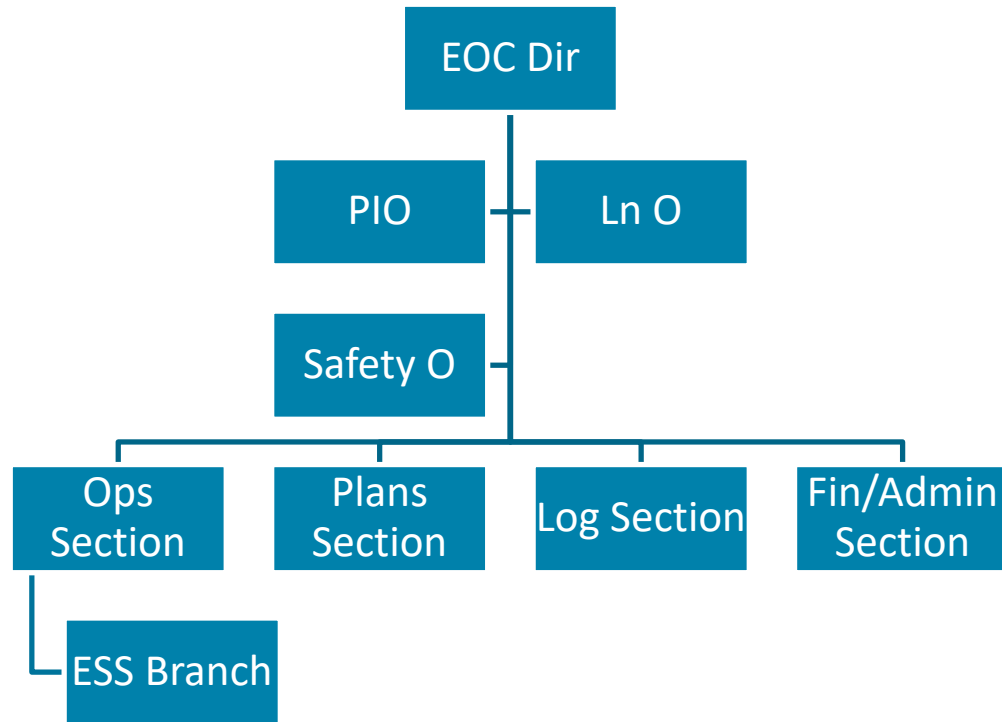 EOC Dir
PIO
Ln O
Safety O
Ops
Section
Plans
Section
Log Section
Fin/Admin
Section
ESS Branch